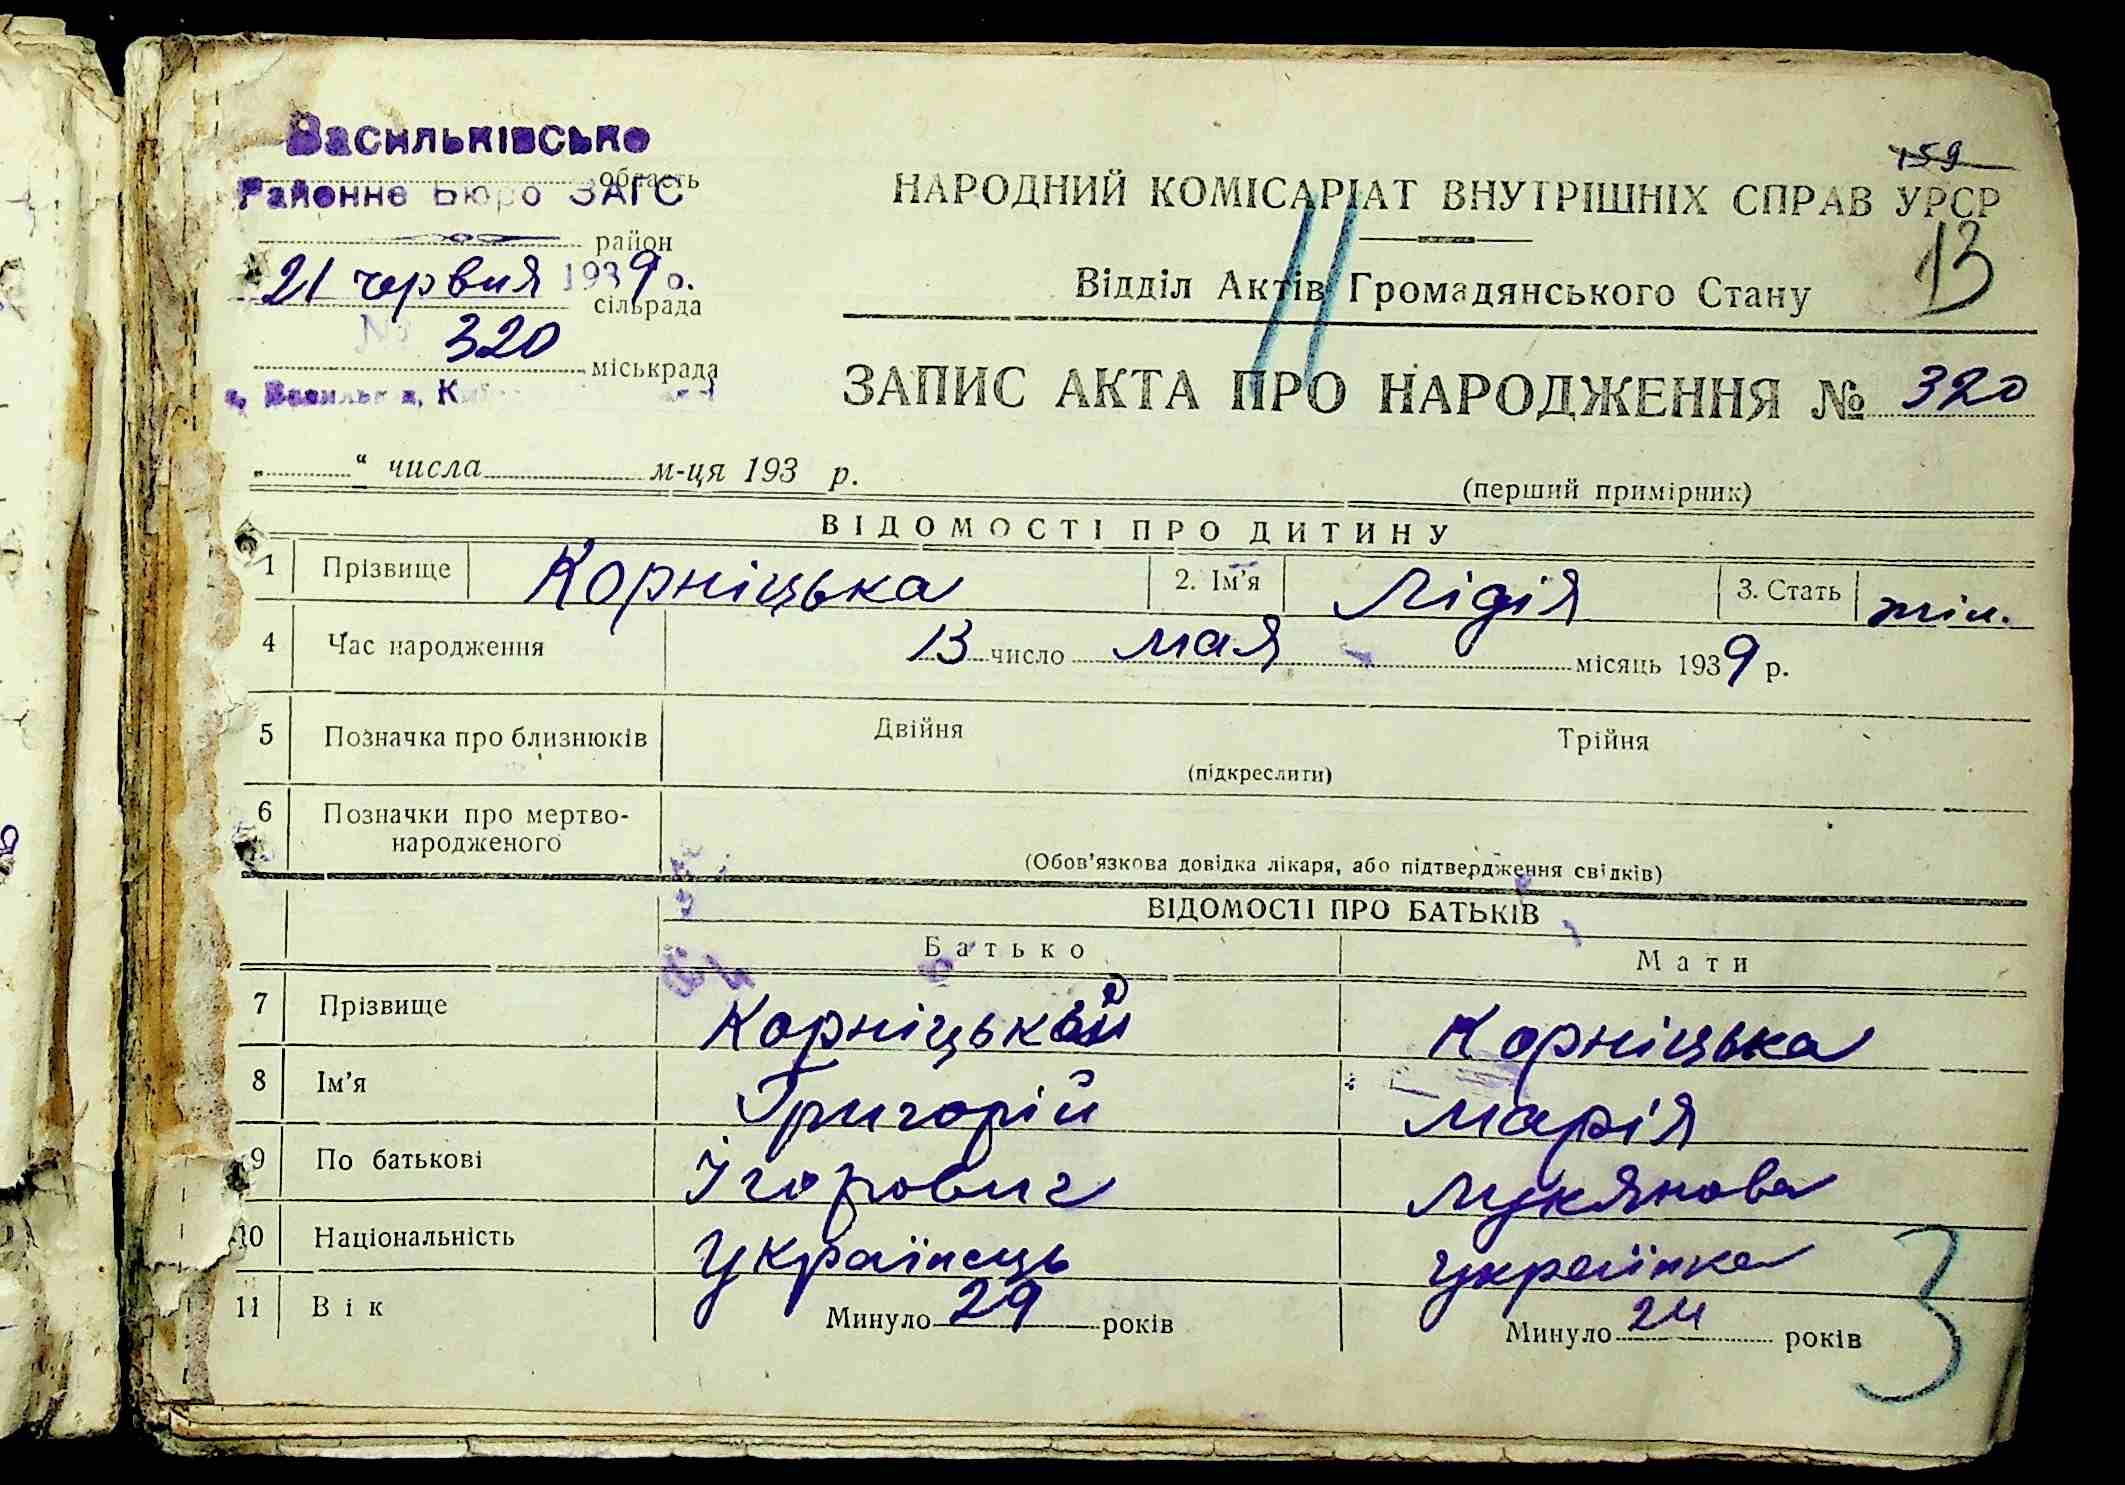 Васильківсько
область
Районне Бюро ЗАГС
район
21 червня 1939 р.
сільрада
№ 320
міськрада
159
НАРОДНИЙ КОМІСАРІАТ ВНУТРІШНІХ СПРАВ УРСР
13
Відділ Актів Громадянського Стану
ЗАПИС АКТА ПРО НАРОДЖЕННЯ № 320
„ “ числа м-ця 193 р.
(перший примірник)
ВІДОМОСТІ ПРО ДИТИНУ
1 Прізвище Корніцька 2. Ім'я Лідія 3. Стать жін.
4 Час народження 13 число мая місяць 1939 р.
5 Позначка про близнюків Двійня Трійня
(підкреслити)
6 Позначки про мертво-
народженого
(Обов'язкова довідка лікаря, або підтвердження свідків)
ВІДОМОСТІ ПРО БАТЬКІВ
Батько Мати
7 Прізвище Корніцький Корніцька
8 Ім'я Григорій Марія
9 По батькові Ігорович Лукянова
10 Національність Українець українка
11 Вік Минуло 29 років Минуло 24 років
3